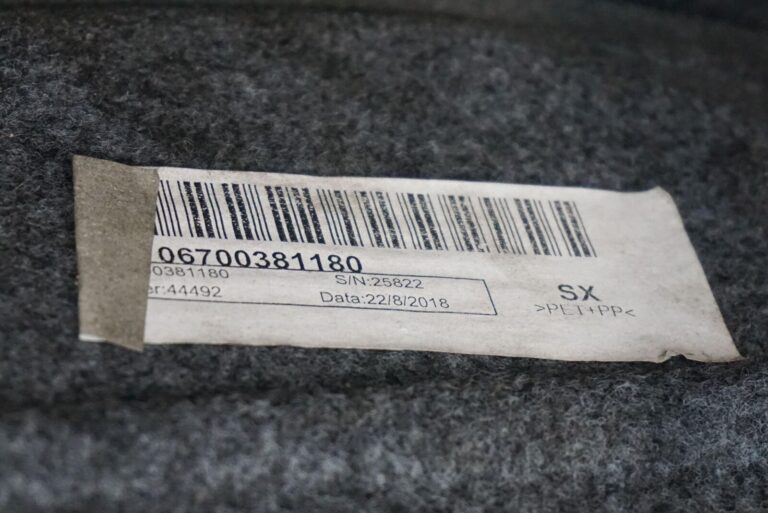 06700381180
0381180
S/N:25822
er:44492
Data:22/8/2018
SX
>PET+PP<